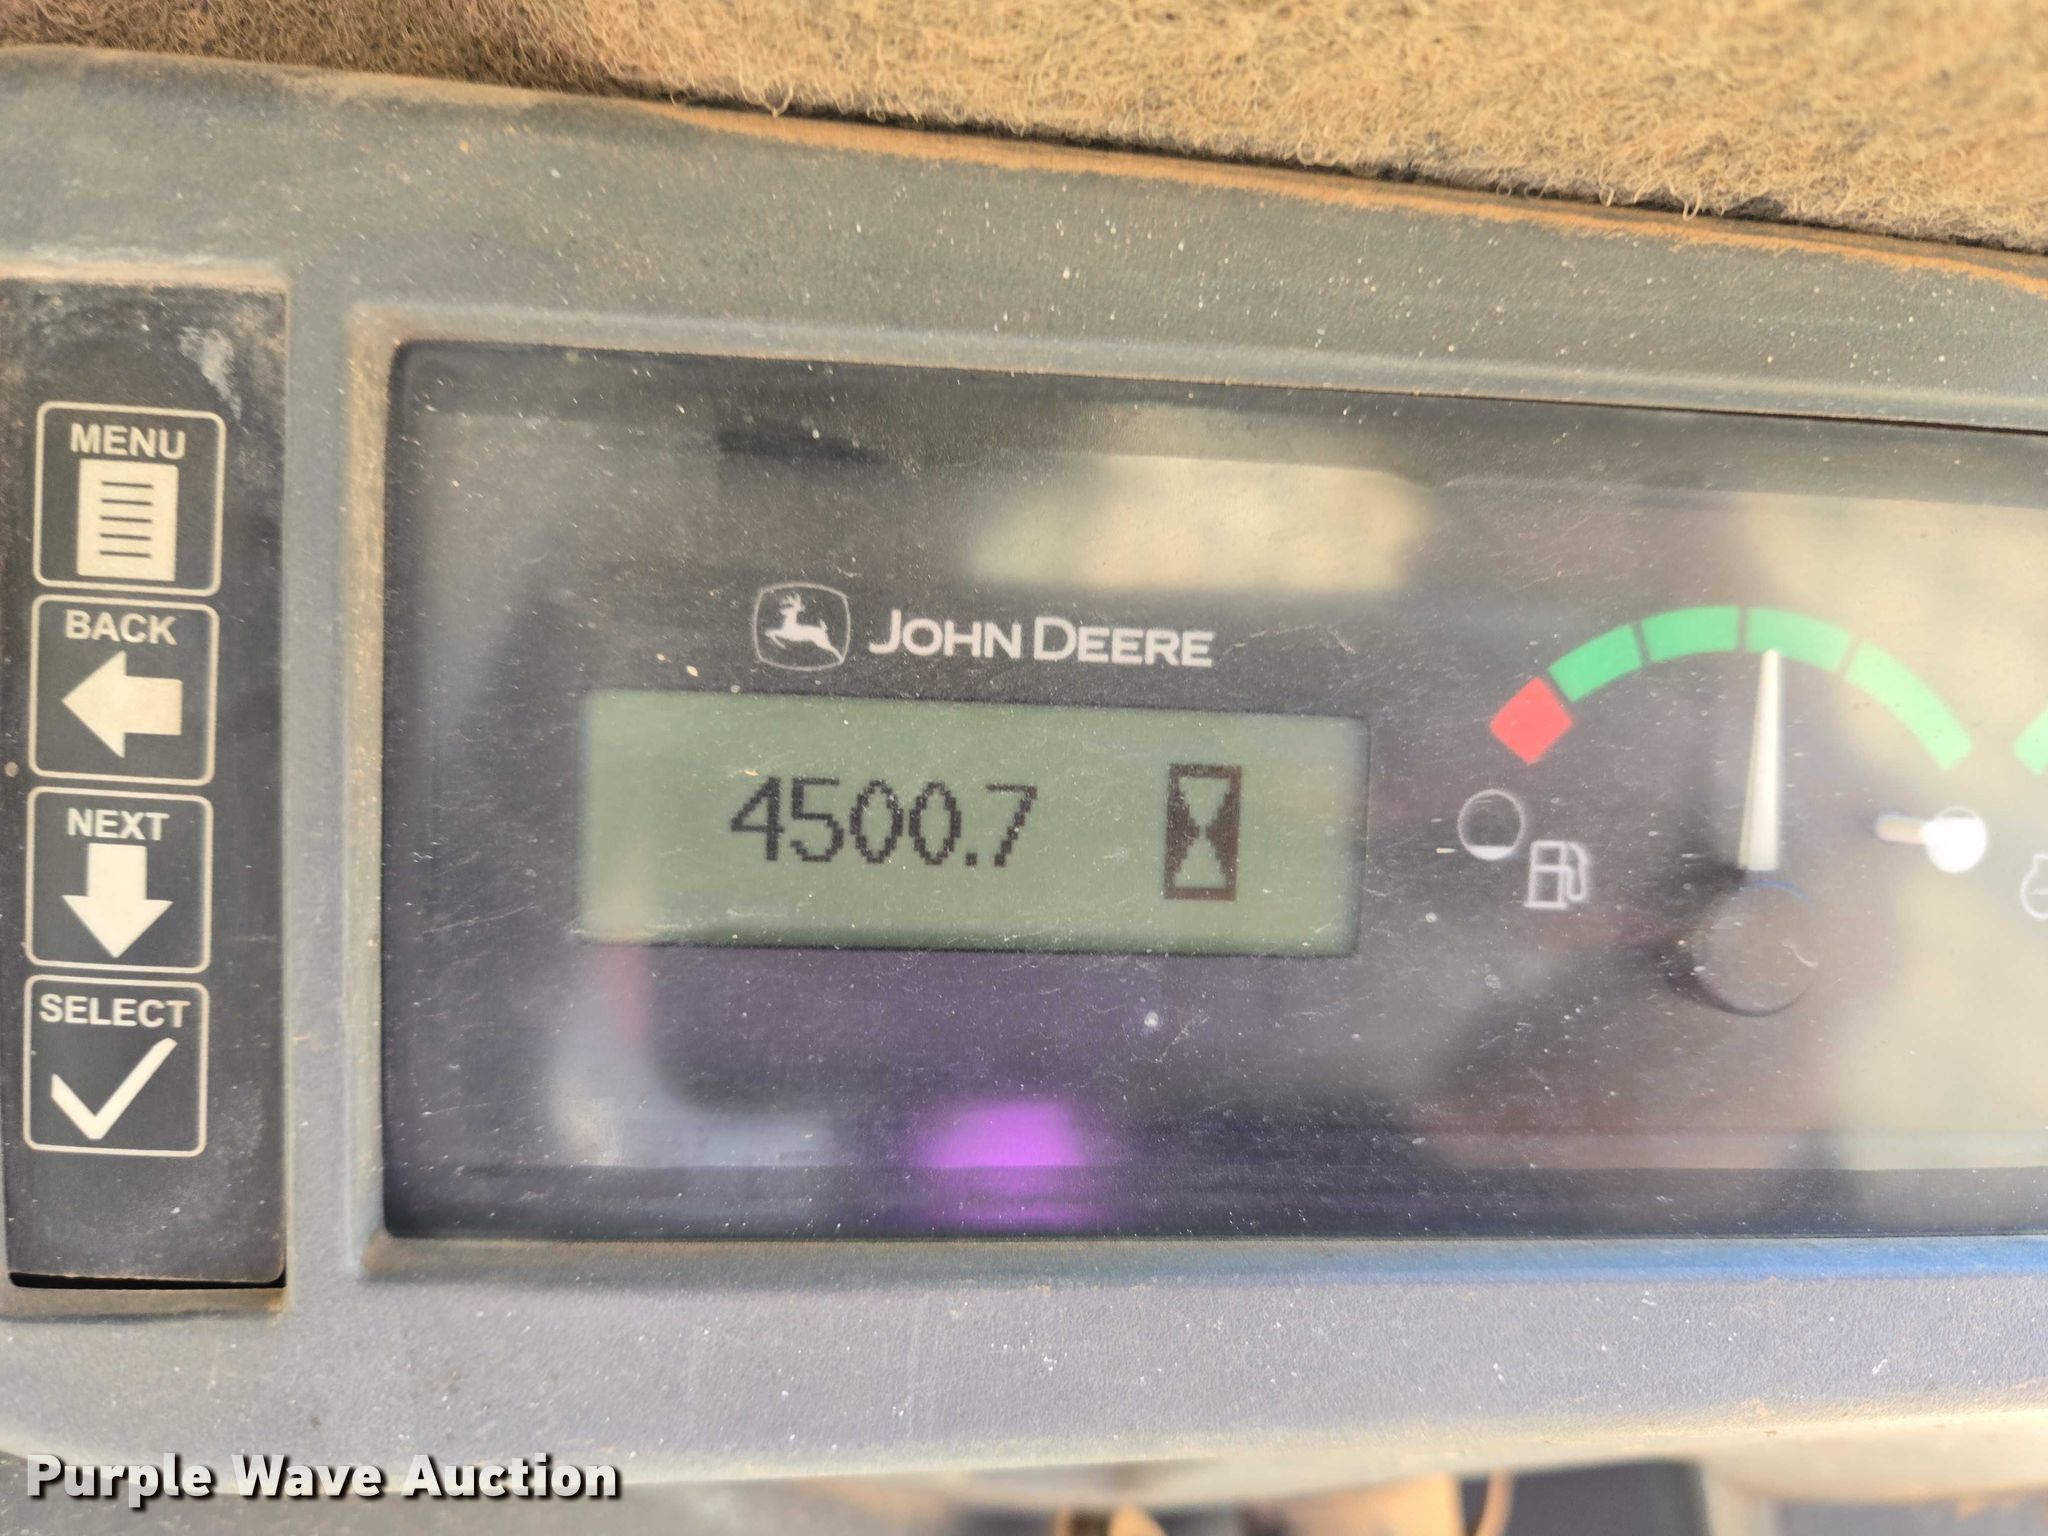 MENU
BACK
NEXT
SELECT
JOHN DEERE
4500.7
Purple Wave Auction